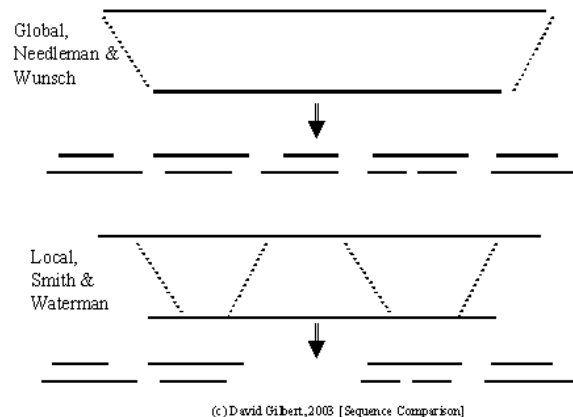 Global,
Needleman &
Wunsch
Local,
Smith &
Waterman
(c) David Gilbert, 2003 [Sequence Comparison]